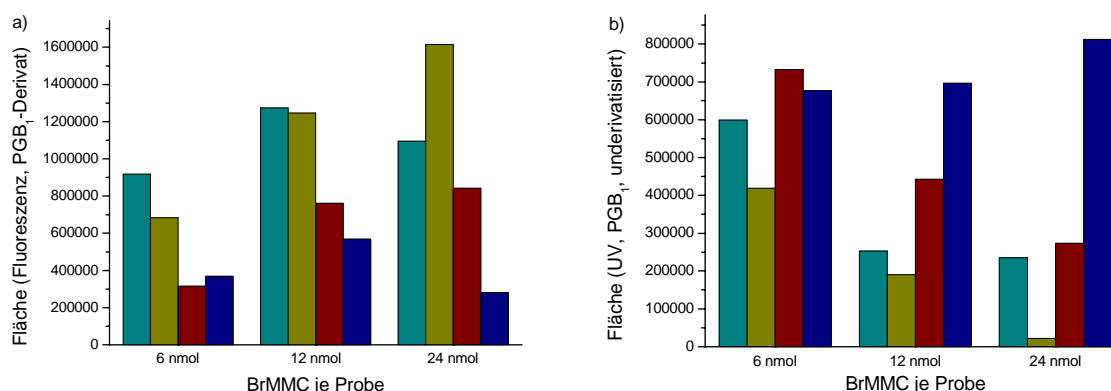 a)
Fläche (Fluoreszenz, PGB₁-Derivat)
1600000
1400000
1200000
1000000
800000
600000
400000
200000
0
6 nmol 12 nmol 24 nmol
BrMMC je Probe
b)
Fläche (UV, PGB₁, underivatisiert)
800000
700000
600000
500000
400000
300000
200000
100000
0
6 nmol 12 nmol 24 nmol
BrMMC je Probe